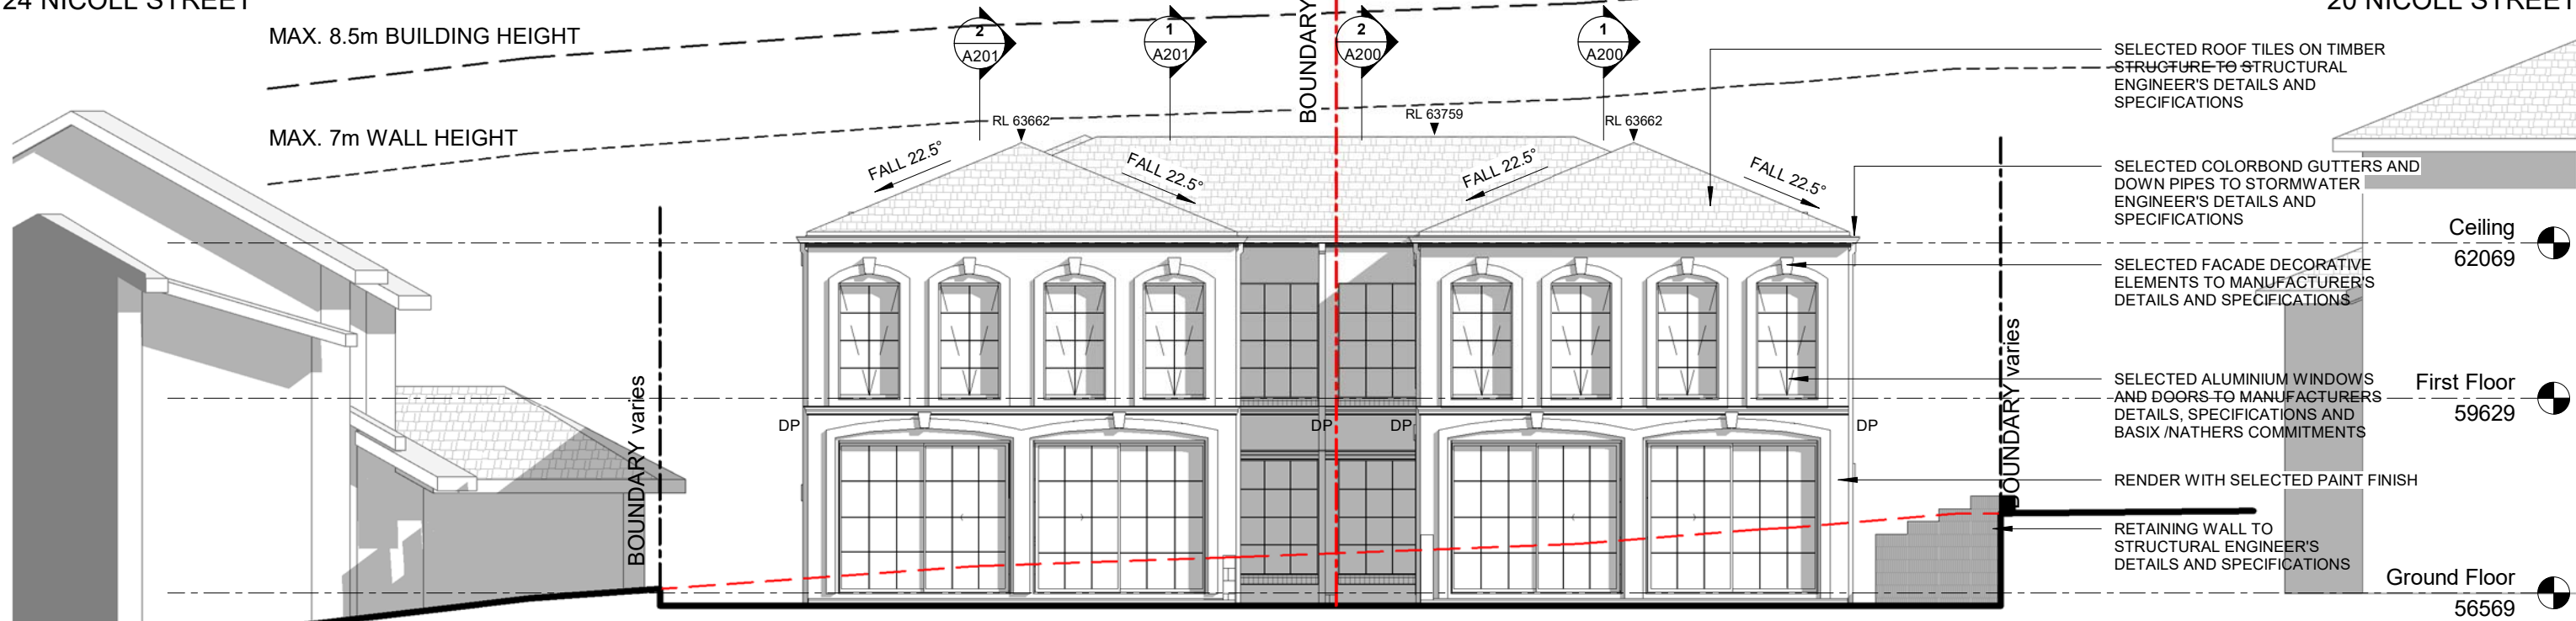 24 NICOLL STREET
20 NICOLL STREET
MAX. 8.5m BUILDING HEIGHT
MAX. 7m WALL HEIGHT
2
A201
1
A201
BOUNDARY
2
A200
1
A200
RL 63662
RL 63759
RL 63662
FALL 22.5°
FALL 22.5°
FALL 22.5°
FALL 22.5°
SELECTED ROOF TILES ON TIMBER
STRUCTURE TO STRUCTURAL
ENGINEER'S DETAILS AND
SPECIFICATIONS
SELECTED COLORBOND GUTTERS AND
DOWN PIPES TO STORMWATER
ENGINEER'S DETAILS AND
SPECIFICATIONS
Ceiling
62069
SELECTED FACADE DECORATIVE
ELEMENTS TO MANUFACTURER'S
DETAILS AND SPECIFICATIONS
SELECTED ALUMINIUM WINDOWS
AND DOORS TO MANUFACTURERS
DETAILS, SPECIFICATIONS AND
BASIX /NATHERS COMMITMENTS
First Floor
59629
BOUNDARY varies
DP
DP
DP
DP
BOUNDARY varies
RENDER WITH SELECTED PAINT FINISH
RETAINING WALL TO
STRUCTURAL ENGINEER'S
DETAILS AND SPECIFICATIONS
Ground Floor
56569